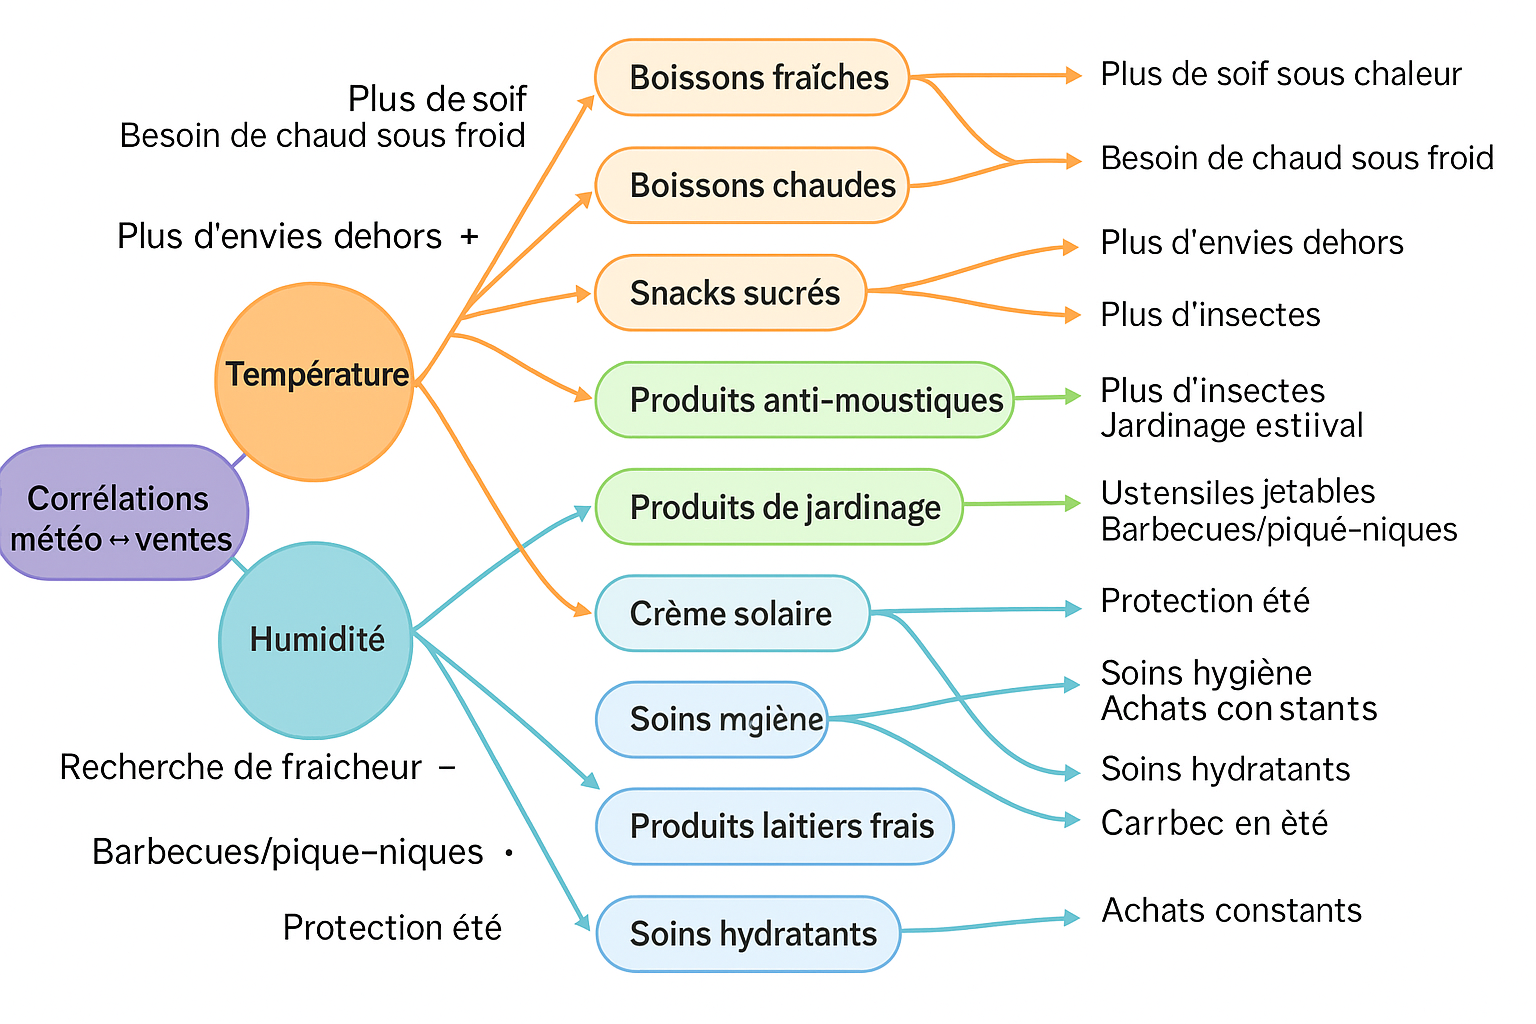 Plus de soif
Besoin de chaud sous froid
Plus d'envies dehors +
Température
Corrélations
météo ↔ ventes
Humidité
Recherche de fraicheur –
Barbecues/pique–niques •
Protection été
Boissons fraîches
Boissons chaudes
Snacks sucrés
Produits anti–moustiques
Produits de jardinage
Crème solaire
Soins mgiène
Produits laitiers frais
Soins hydratants
Plus de soif sous chaleur
Besoin de chaud sous froid
Plus d'envies dehors
Plus d'insectes
Plus d'insectes
Jardinage estiival
Ustensiles jetables
Barbecues/piqué–niques
Protection été
Soins hygiène
Achats con stants
Soins hydratants
Carrbec en èté
Achats constants